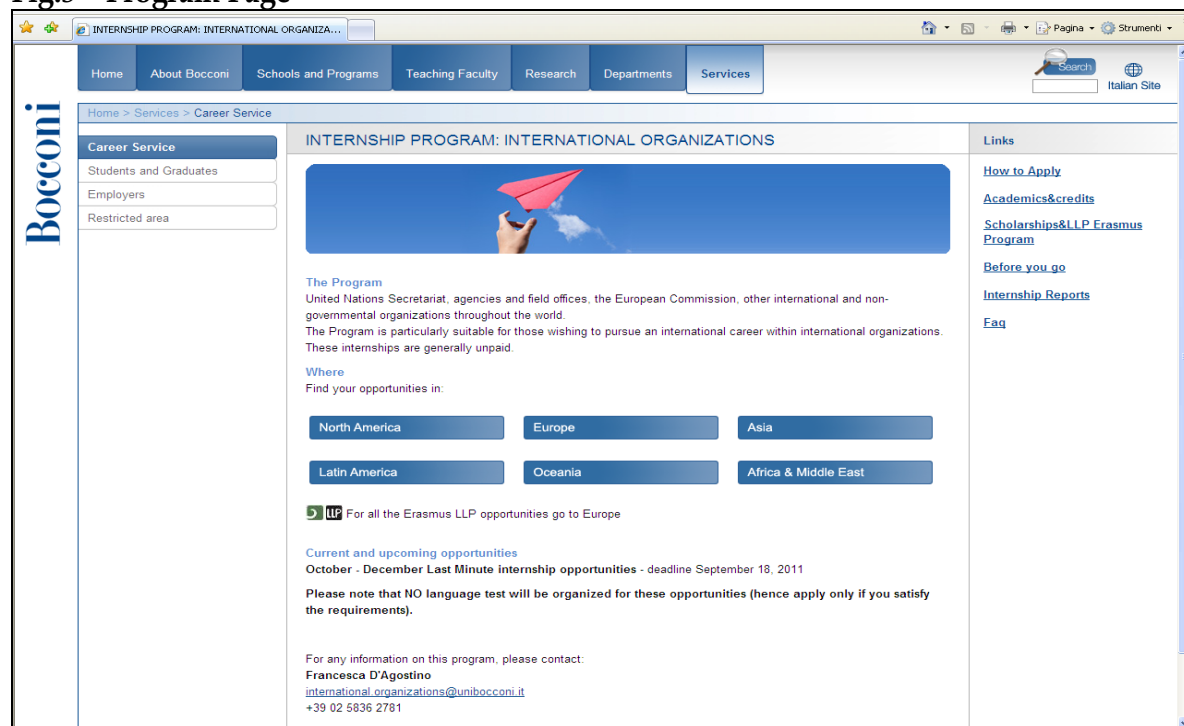 Fig.3 – Program Page
INTERNSHIP PROGRAM: INTERNATIONAL ORGANIZA...
Pagina
Strumenti
Home
About Bocconi
Schools and Programs
Teaching Faculty
Research
Departments
Services
Search
Italian Site
Bocconi
Home > Services > Career Service
Career Service
Students and Graduates
Employers
Restricted area
INTERNSHIP PROGRAM: INTERNATIONAL ORGANIZATIONS
The Program
United Nations Secretariat, agencies and field offices, the European Commission, other international and non-
governmental organizations throughout the world.
The Program is particularly suitable for those wishing to pursue an international career within international organizations.
These internships are generally unpaid.
Where
Find your opportunities in:
North America
Europe
Asia
Latin America
Oceania
Africa & Middle East
LLP For all the Erasmus LLP opportunities go to Europe
Current and upcoming opportunities
October - December Last Minute internship opportunities - deadline September 18, 2011
Please note that NO language test will be organized for these opportunities (hence apply only if you satisfy
the requirements).
For any information on this program, please contact:
Francesca D'Agostino
international.organizations@unibocconi.it
+39 02 5836 2781
Links
How to Apply
Academics&credits
Scholarships&LLP Erasmus
Program
Before you go
Internship Reports
Faq